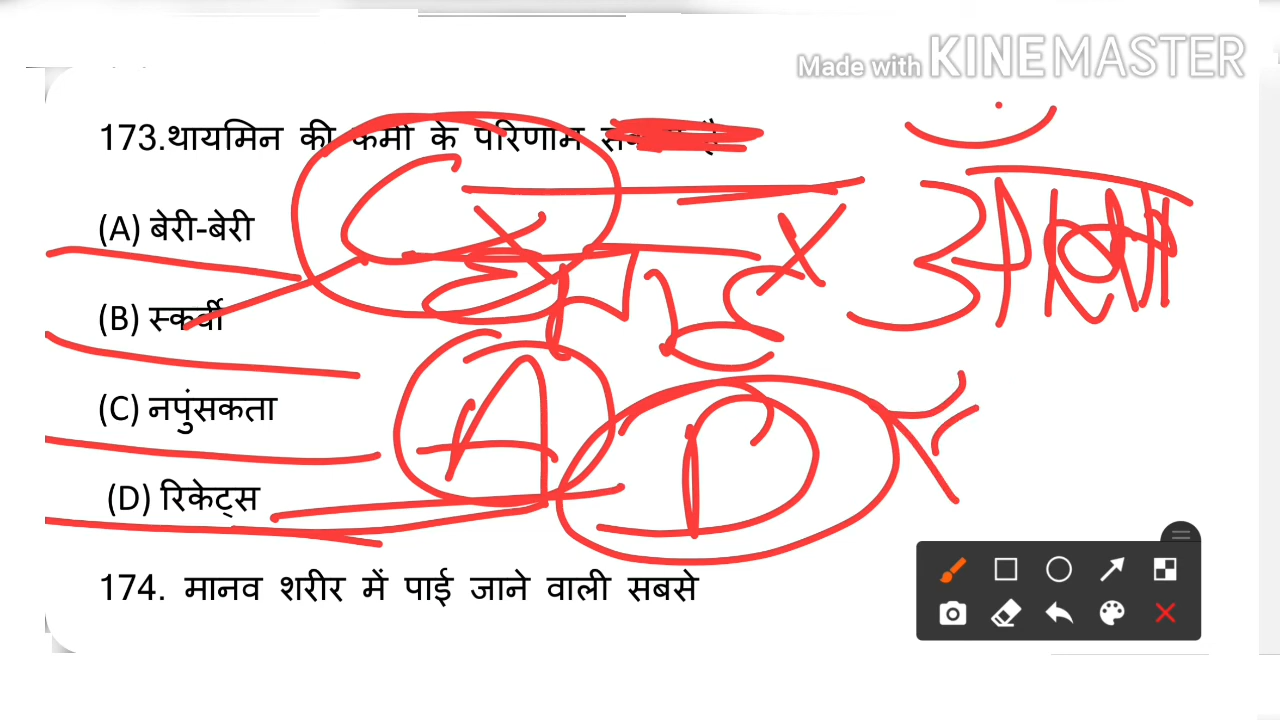 Made with KINEMASTER
173.थायमिन की कमी के परिणाम
(A) बेरी-बेरी
(B) स्कर्वी
(C) नपुंसकता
(D) रिकेट्स
C
A
D
174. मानव शरीर में पाई जाने वाली सबसे